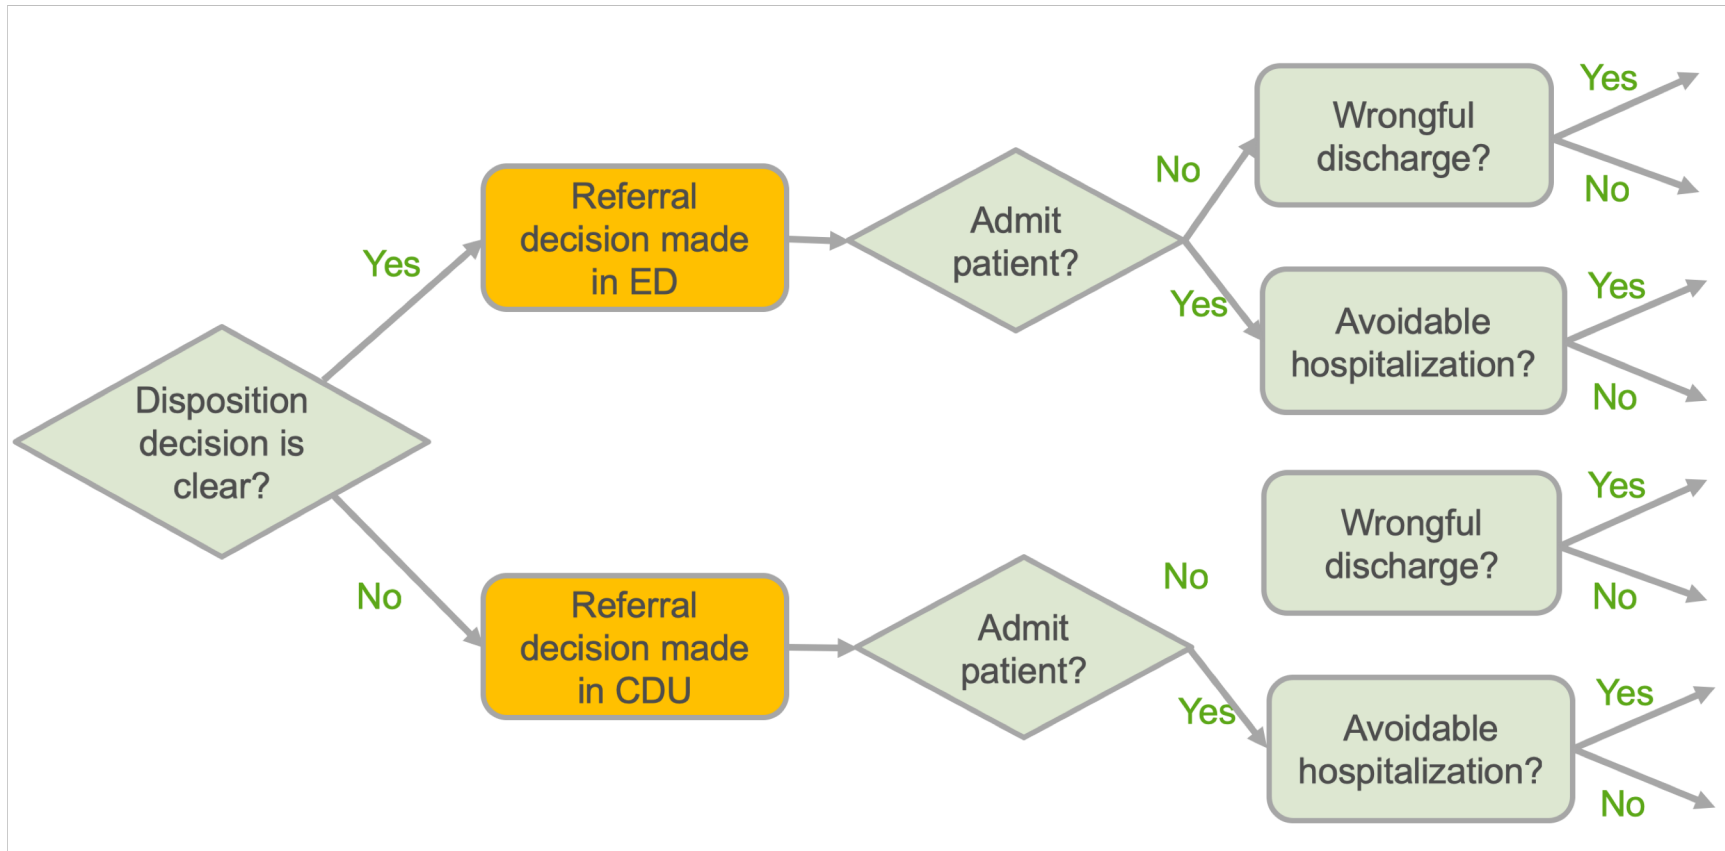 Disposition
decision is
clear?
Yes
No
Referral
decision made
in ED
Admit
patient?
No
Yes
Wrongful
discharge?
Yes
No
Avoidable
hospitalization?
Yes
No
Referral
decision made
in CDU
Admit
patient?
No
Yes
Wrongful
discharge?
Yes
No
Avoidable
hospitalization?
Yes
No